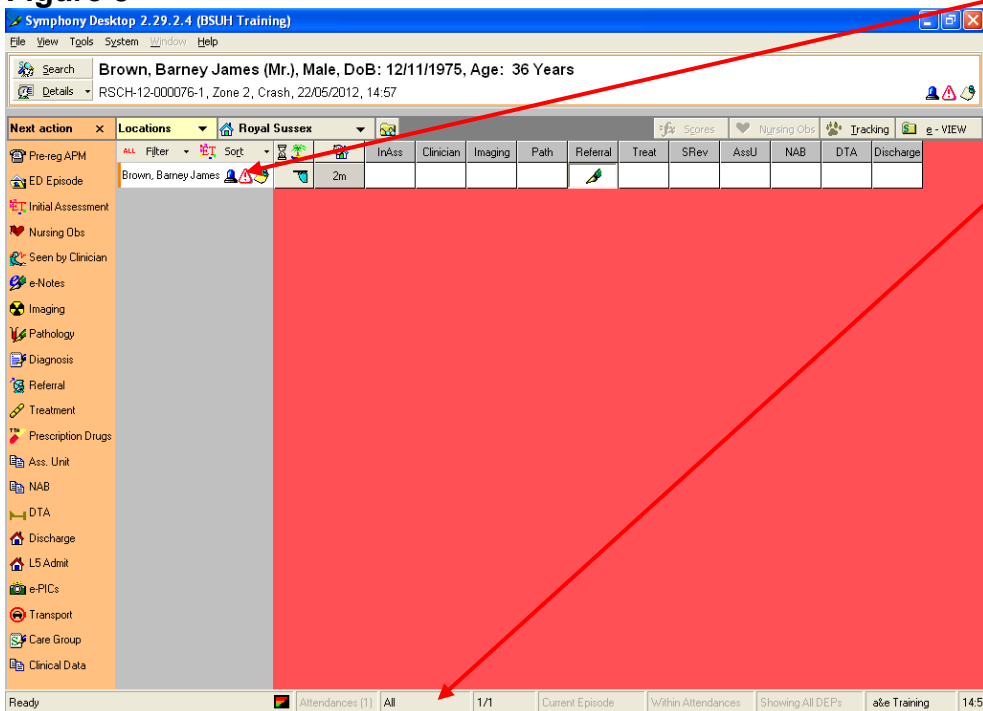 Symphony Desktop 2.29.2.4 (BSUH Training)
File View Tools System Window Help
Search Brown, Barney James (Mr.), Male, DoB: 12/11/1975, Age: 36 Years
Details RSCH-12-000076-1, Zone 2, Crash, 22/05/2012, 14:57
Next action x Locations Royal Sussex Scores Nursing Obs Tracking e - VIEW
ALL Filter Sort InAss Clinician Imaging Path Referral Treat SRev AssU NAB DTA Discharge
Brown, Barney James 2m
Pre-reg APM
ED Episode
Initial Assessment
Nursing Obs
Seen by Clinician
e-Notes
Imaging
Pathology
Diagnosis
Referral
Treatment
Prescription Drugs
Ass. Unit
NAB
DTA
Discharge
L5 Admit
e-PICs
Transport
Care Group
Clinical Data
Ready Attendances (1) All 1/1 Current Episode Within Attendances Showing All DEPs a&e Training 14:5